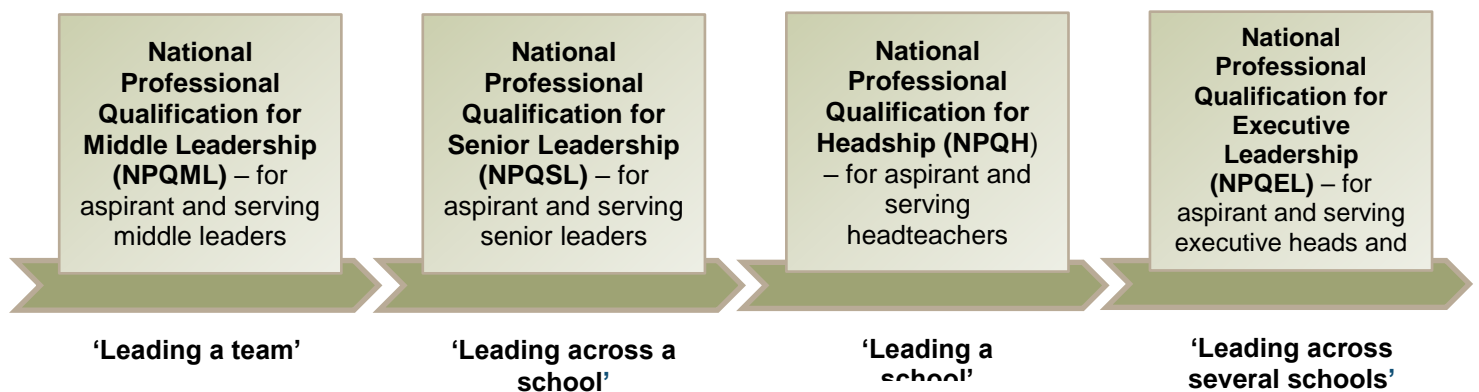 National
Professional
Qualification for
Middle Leadership
(NPQML) – for
aspirant and serving
middle leaders
National
Professional
Qualification for
Senior Leadership
(NPQSL) – for
aspirant and serving
senior leaders
National
Professional
Qualification for
Headship (NPQH)
– for aspirant and
serving
headteachers
National
Professional
Qualification for
Executive
Leadership
(NPQEL) – for
aspirant and serving
executive heads and
‘Leading a team’
‘Leading across a
school’
‘Leading a
school’
‘Leading across
several schools’